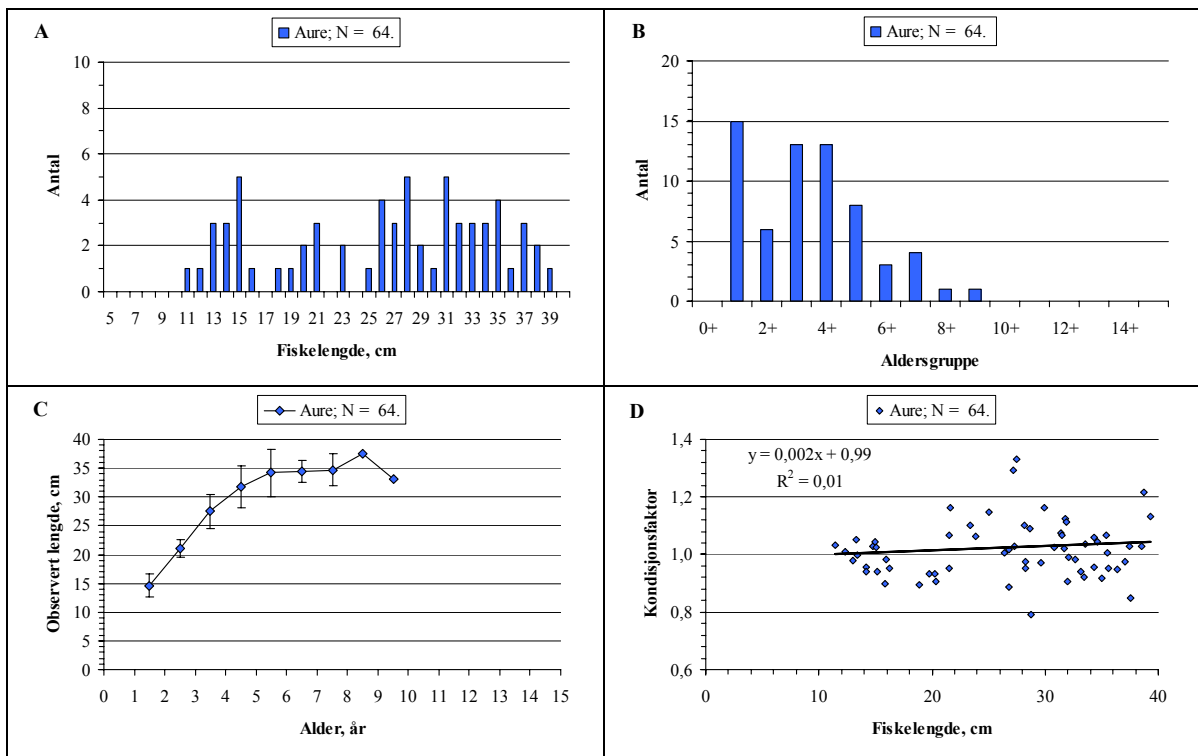 A
Aure; N = 64.
Antal
10
8
6
4
2
0
5 7 9 11 13 15 17 19 21 23 25 27 29 31 33 35 37 39
Fiskelengde, cm
B
Aure; N = 64.
Antal
20
15
10
5
0
0+ 2+ 4+ 6+ 8+ 10+ 12+ 14+
Aldersgruppe
C
Aure; N = 64.
Observert lengde, cm
40
35
30
25
20
15
10
5
0
0 1 2 3 4 5 6 7 8 9 10 11 12 13 14 15
Alder, år
D
Aure; N = 64.
y = 0,002x + 0,99
R² = 0,01
Kondisjonsfaktor
1,4
1,2
1,0
0,8
0,6
0 10 20 30 40
Fiskelengde, cm